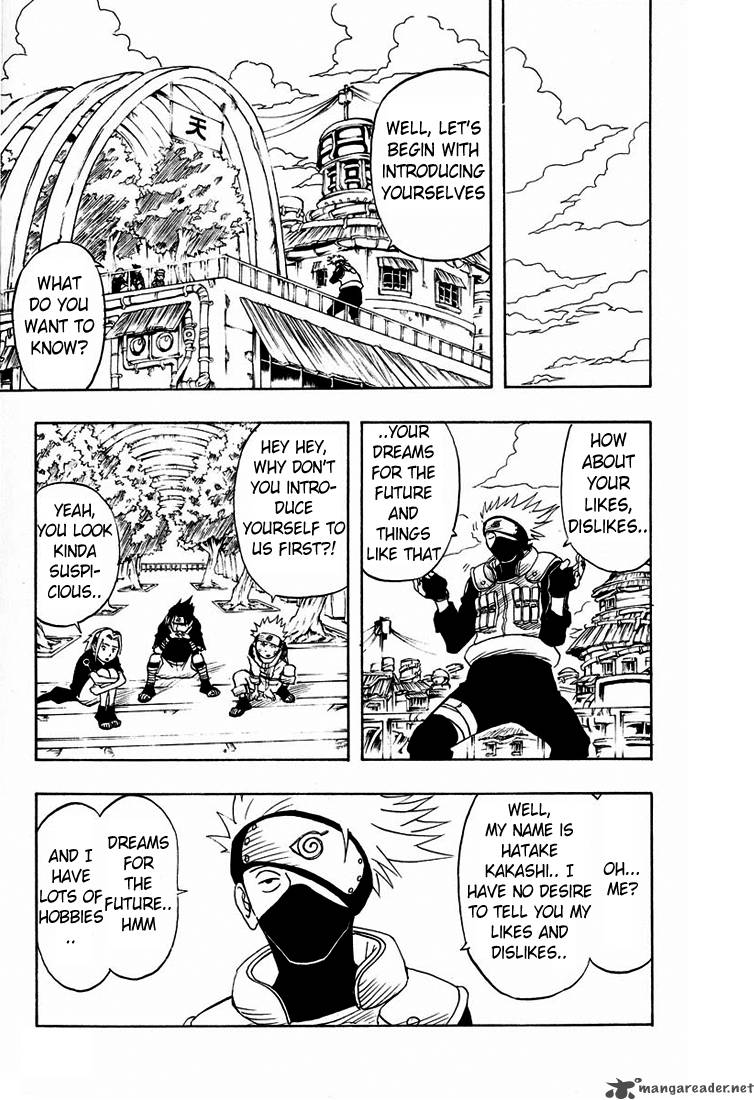 WELL, LET'S
BEGIN WITH
INTRODUCING
YOURSELVES
天
WHAT
DO YOU
WANT TO
KNOW?
HOW
ABOUT
YOUR
LIKES,
DISLIKES..
..YOUR
DREAMS
FOR THE
FUTURE
AND
THINGS
LIKE THAT
HEY HEY,
WHY DON'T
YOU INTRO-
DUCE
YOURSELF TO
US FIRST?!
YEAH,
YOU LOOK
KINDA
SUSPI-
CIOUS..
OH...
ME?
WELL,
MY NAME IS
HATAKE
KAKASHI.. I
HAVE NO DESIRE
TO TELL YOU MY
LIKES AND
DISLIKES..
DREAMS
FOR
THE
FUTURE..
HMM
AND I
HAVE
LOTS OF
HOBBIES
..
mangareader.net